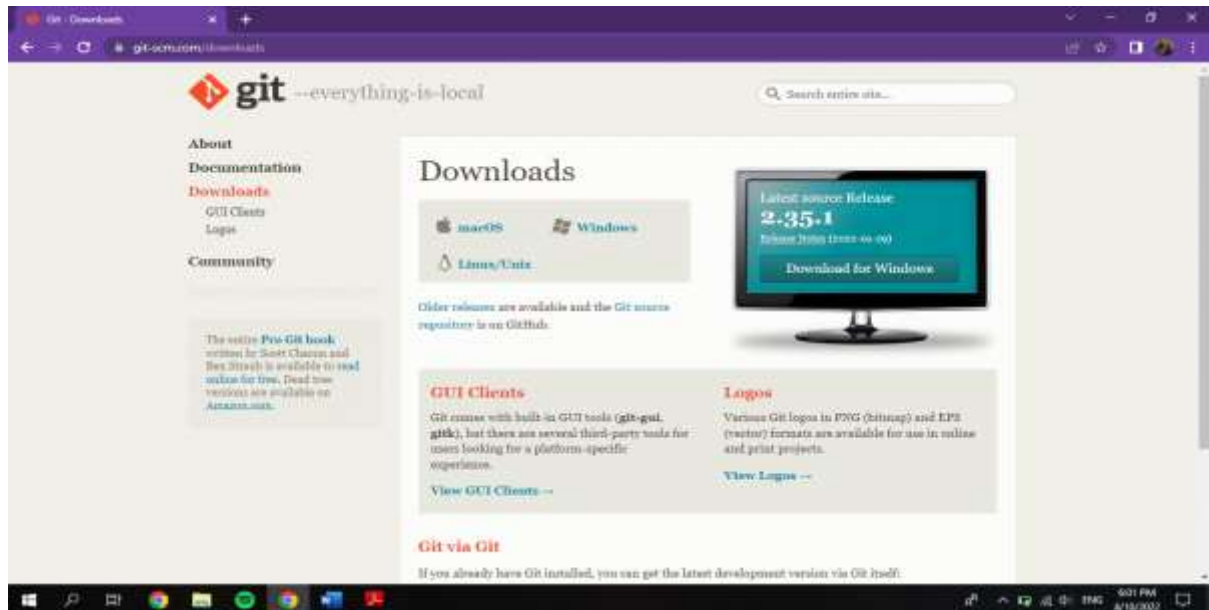 Git - Downloads
git-scm.com/downloads
git --everything-is-local
Search entire site...
About
Documentation
Downloads
GUI Clients
Logos
Community
The entire Pro Git book
written by Scott Chacon and
Ben Straub is available to read
online for free. Dead tree
versions are available on
Amazon.com.
Downloads
macOS
Windows
Linux/Unix
Older releases are available and the Git source
repository is on GitHub.
Latest source Release
2.35.1
Release Notes
Download for Windows
GUI Clients
Git comes with built-in GUI tools (git-gui,
gitk), but there are several third-party tools for
users looking for a platform-specific
experience.
View GUI Clients →
Logos
Various Git logos in PNG (bitmap) and EPS
(vector) formats are available for use in online
and print projects.
View Logos →
Git via Git
If you already have Git installed, you can get the latest development version via Git itself:
ENG
6:01 PM